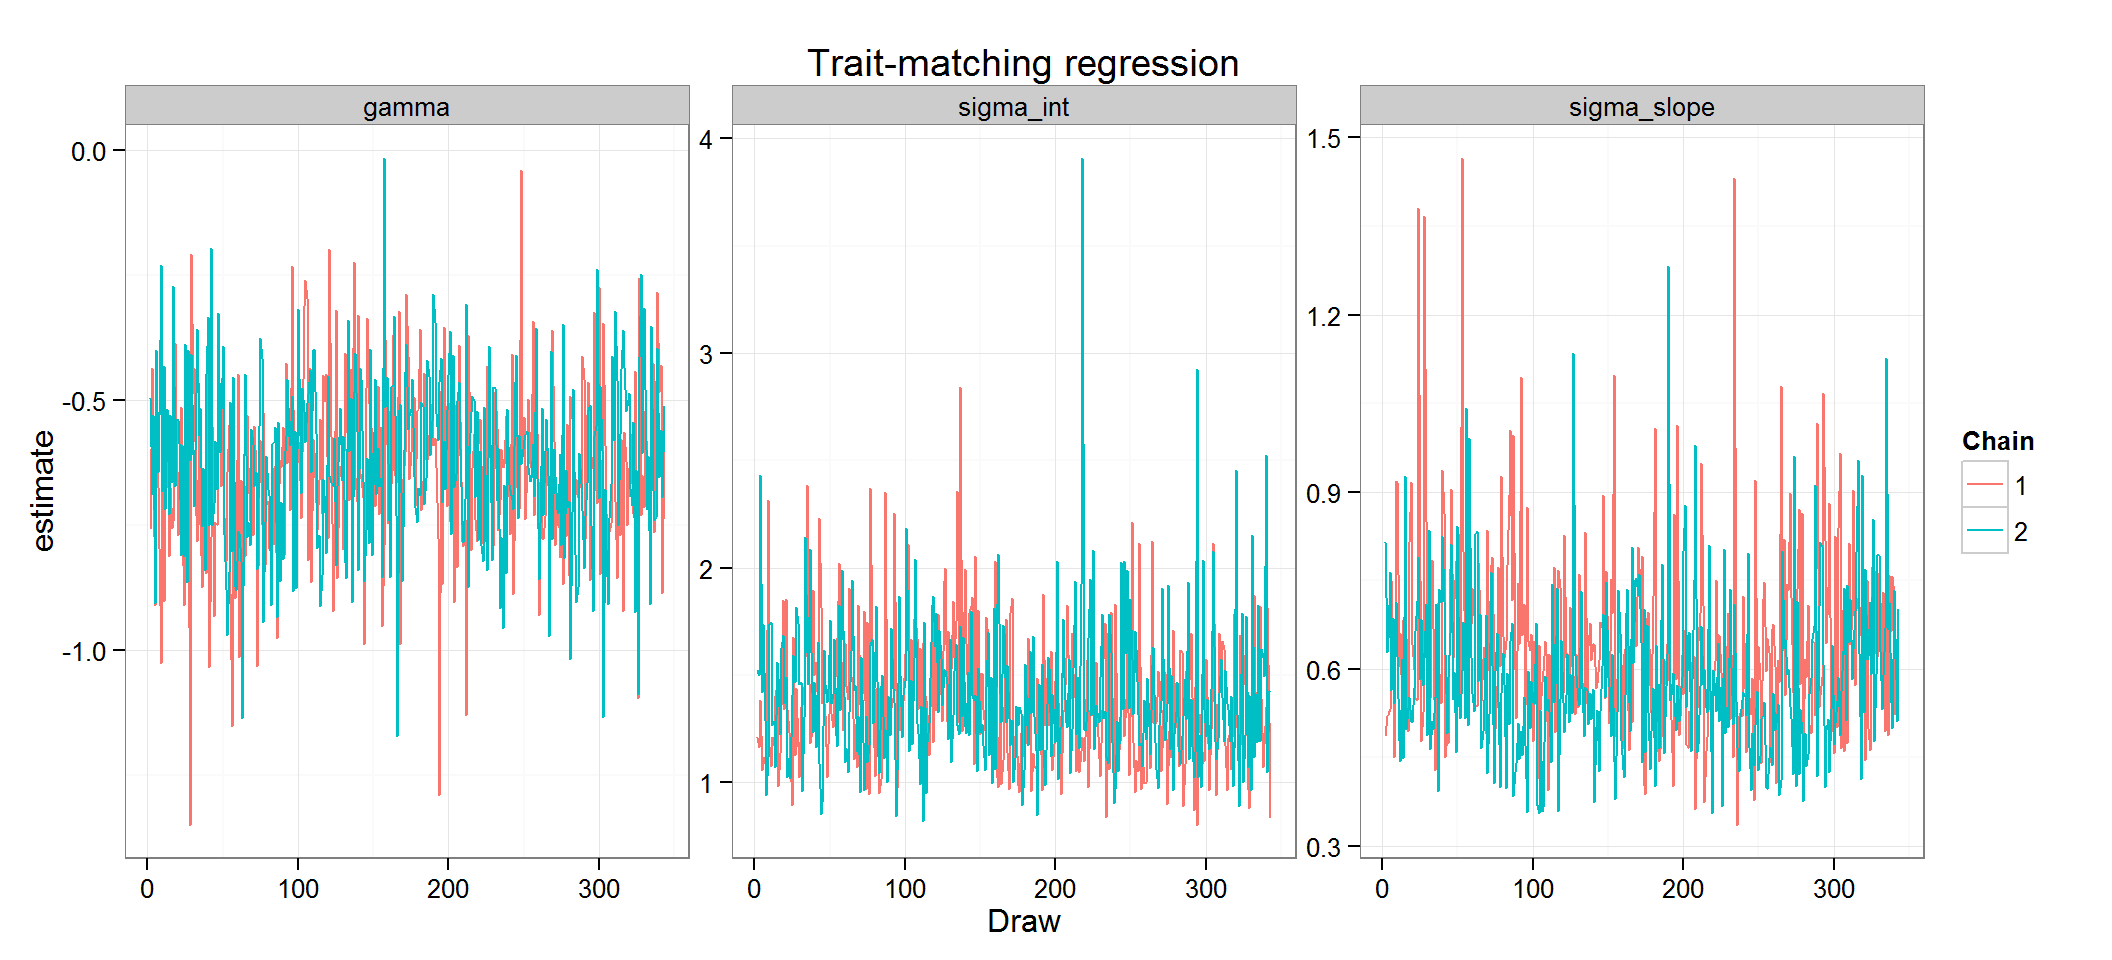 Trait-matching regression
gamma
sigma_int
sigma_slope
estimate
0.0
-0.5
-1.0
4
3
2
1
1.5
1.2
0.9
0.6
0.3
0 100 200 300
0 100 200 300
0 100 200 300
Draw
Chain
1
2